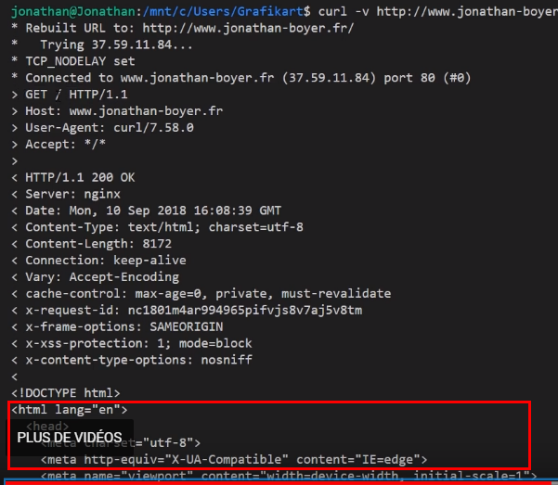 jonathan@Jonathan:/mnt/c/Users/Grafikart$ curl -v http://www.jonathan-boyer
* Rebuilt URL to: http://www.jonathan-boyer.fr/
*   Trying 37.59.11.84...
* TCP_NODELAY set
* Connected to www.jonathan-boyer.fr (37.59.11.84) port 80 (#0)
> GET / HTTP/1.1
> Host: www.jonathan-boyer.fr
> User-Agent: curl/7.58.0
> Accept: */*
>
< HTTP/1.1 200 OK
< Server: nginx
< Date: Mon, 10 Sep 2018 16:08:39 GMT
< Content-Type: text/html; charset=utf-8
< Content-Length: 8172
< Connection: keep-alive
< Vary: Accept-Encoding
< cache-control: max-age=0, private, must-revalidate
< x-request-id: nc1801m4ar994965pifvjs8v7aj5v8tm
< x-frame-options: SAMEORIGIN
< x-xss-protection: 1; mode=block
< x-content-type-options: nosniff
<
<!DOCTYPE html>
<html lang="en">
<head>
PLUS DE VIDÉOS
<meta charset="utf-8">
<meta http-equiv="X-UA-Compatible" content="IE=edge">
<meta name="viewport" content="width=device-width, initial-scale=1">